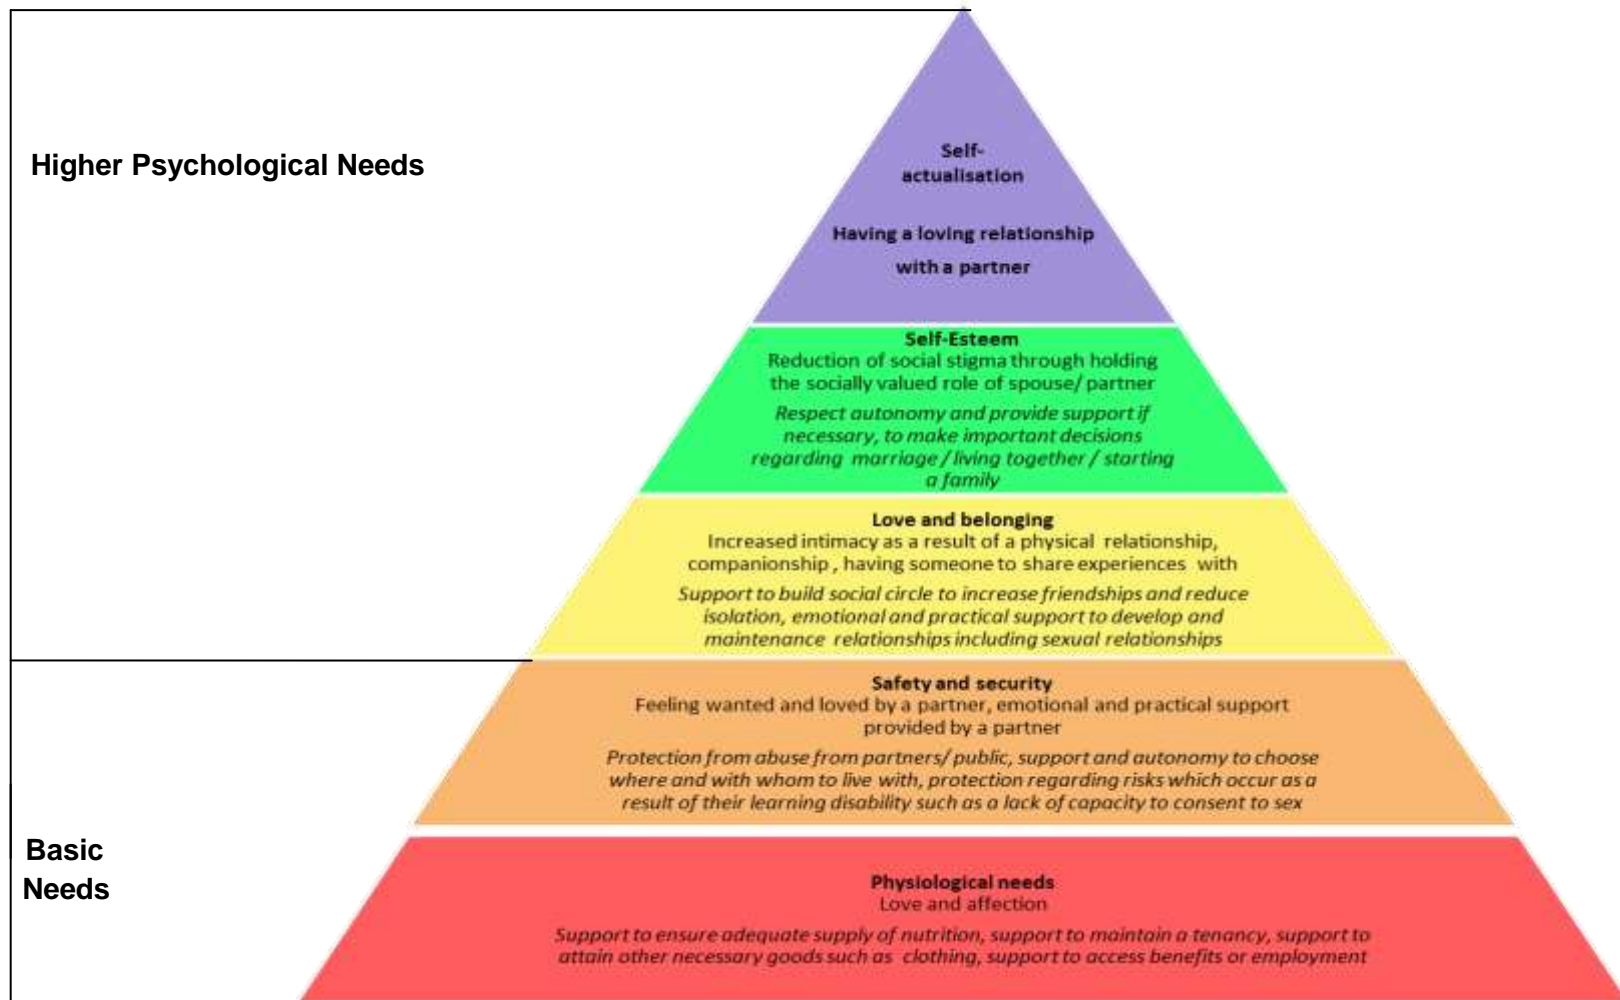 Higher Psychological Needs
Self-
actualisation
Having a loving relationship
with a partner
Self-Esteem
Reduction of social stigma through holding
the socially valued role of spouse/ partner
Respect autonomy and provide support if
necessary, to make important decisions
regarding marriage / living together / starting
a family
Love and belonging
Increased intimacy as a result of a physical relationship,
companionship , having someone to share experiences with
Support to build social circle to increase friendships and reduce
isolation, emotional and practical support to develop and
maintenance relationships including sexual relationships
Safety and security
Feeling wanted and loved by a partner, emotional and practical support
provided by a partner
Protection from abuse from partners/ public, support and autonomy to choose
where and with whom to live with, protection regarding risks which occur as a
result of their learning disability such as a lack of capacity to consent to sex
Basic
Needs
Physiological needs
Love and affection
Support to ensure adequate supply of nutrition, support to maintain a tenancy, support to
attain other necessary goods such as clothing, support to access benefits or employment